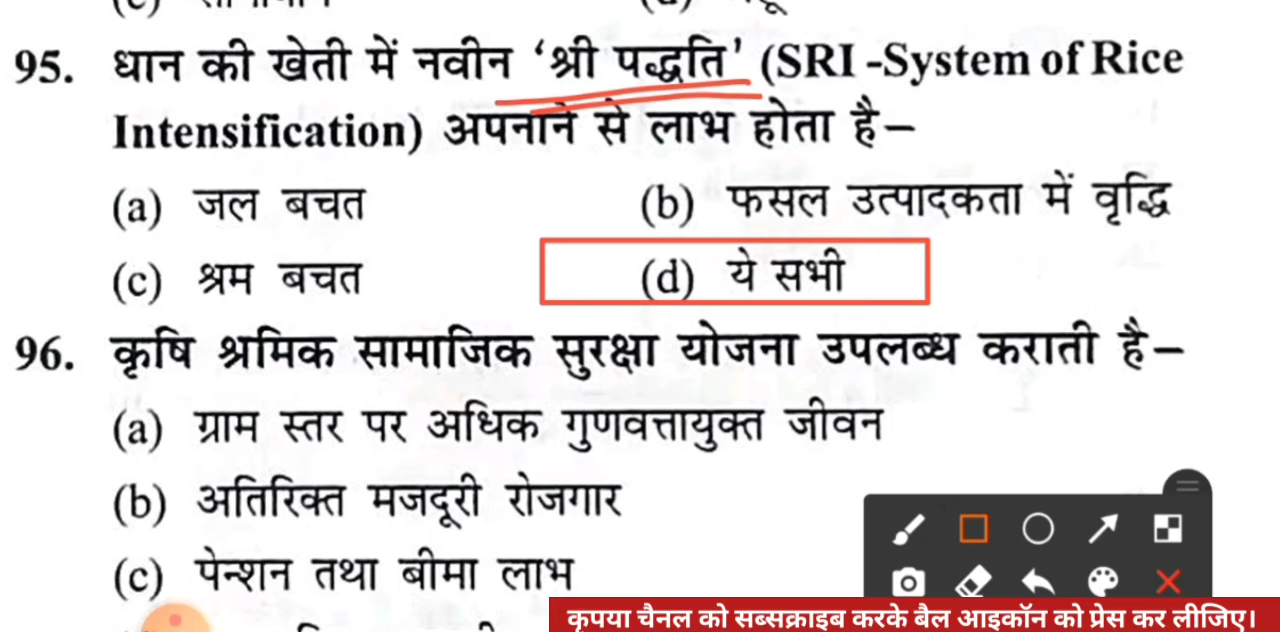 95. धान की खेती में नवीन ‘श्री पद्धति’ (SRI -System of Rice
Intensification) अपनाने से लाभ होता है–
(a) जल बचत (b) फसल उत्पादकता में वृद्धि
(c) श्रम बचत (d) ये सभी
96. कृषि श्रमिक सामाजिक सुरक्षा योजना उपलब्ध कराती है–
(a) ग्राम स्तर पर अधिक गुणवत्तायुक्त जीवन
(b) अतिरिक्त मजदूरी रोजगार
(c) पेन्शन तथा बीमा लाभ
कृपया चैनल को सब्सक्राइब करके बैल आइकॉन को प्रेस कर लीजिए।